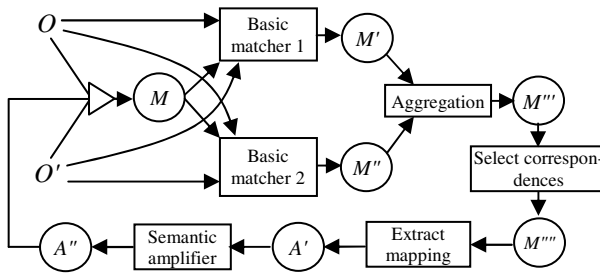 O
Basic
matcher 1
M'
M
Aggregation
M'''
O'
Basic
matcher 2
M''
Select correspon-
dences
A''
Semantic
amplifier
A'
Extract
mapping
M''''